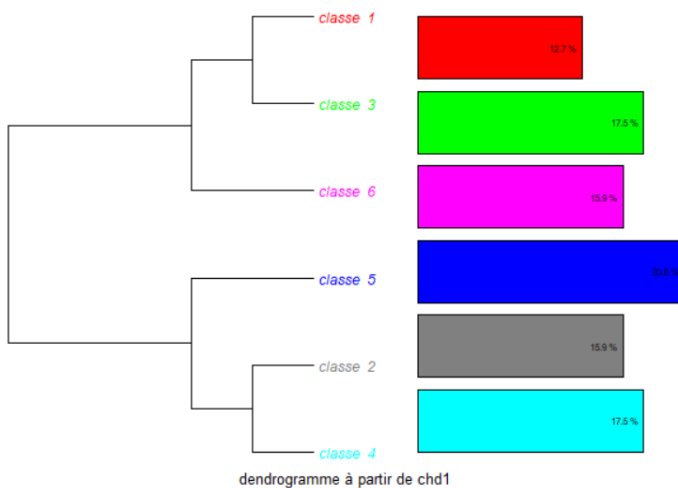 classe 1
12.7 %
classe 3
17.5 %
classe 6
15.9 %
classe 5
classe 2
15.9 %
classe 4
17.5 %
dendrogramme à partir de chd1